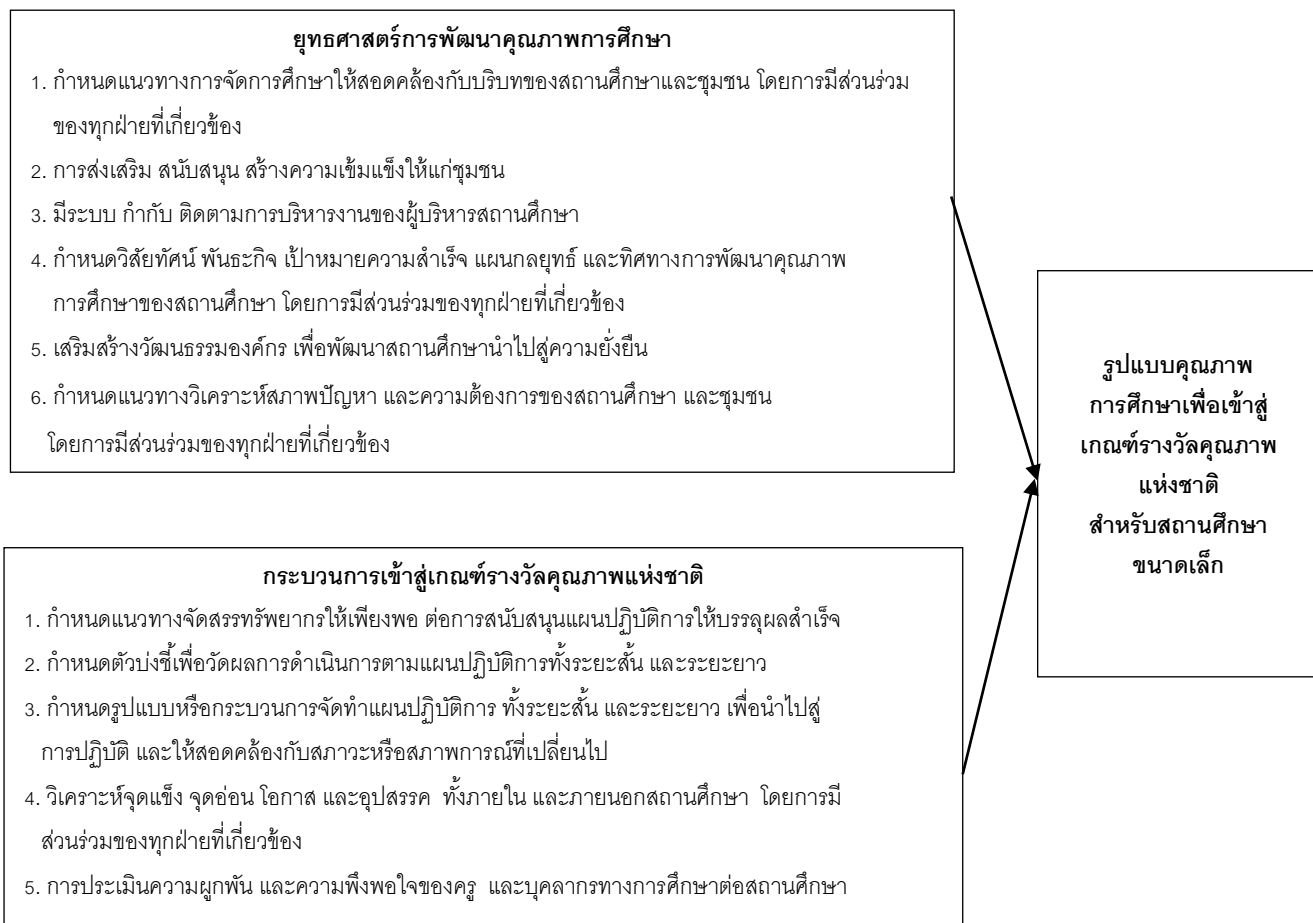 ยุทธศาสตร์การพัฒนาคุณภาพการศึกษา
1. กำหนดแนวทางการจัดการศึกษาให้สอดคล้องกับบริบทของสถานศึกษาและชุมชน โดยการมีส่วนร่วม
ของทุกฝ่ายที่เกี่ยวข้อง
2. การส่งเสริม สนับสนุน สร้างความเข้มแข็งให้แก่ชุมชน
3. มีระบบ กำกับ ติดตามการบริหารงานของผู้บริหารสถานศึกษา
4. กำหนดวิสัยทัศน์ พันธะกิจ เป้าหมายความสำเร็จ แผนกลยุทธ์ และทิศทางการพัฒนาคุณภาพ
การศึกษาของสถานศึกษา โดยการมีส่วนร่วมของทุกฝ่ายที่เกี่ยวข้อง
5. เสริมสร้างวัฒนธรรมองค์กร เพื่อพัฒนาสถานศึกษานำไปสู่ความยั่งยืน
6. กำหนดแนวทางวิเคราะห์สภาพปัญหา และความต้องการของสถานศึกษา และชุมชน
โดยการมีส่วนร่วมของทุกฝ่ายที่เกี่ยวข้อง
รูปแบบคุณภาพ
การศึกษาเพื่อเข้าสู่
เกณฑ์รางวัลคุณภาพ
แห่งชาติ
สำหรับสถานศึกษา
ขนาดเล็ก
กระบวนการเข้าสู่เกณฑ์รางวัลคุณภาพแห่งชาติ
1. กำหนดแนวทางจัดสรรทรัพยากรให้เพียงพอ ต่อการสนับสนุนแผนปฏิบัติการให้บรรลุผลสำเร็จ
2. กำหนดตัวบ่งชี้เพื่อวัดผลการดำเนินการตามแผนปฏิบัติการทั้งระยะสั้น และระยะยาว
3. กำหนดรูปแบบหรือกระบวนการจัดทำแผนปฏิบัติการ ทั้งระยะสั้น และระยะยาว เพื่อนำไปสู่
การปฏิบัติ และให้สอดคล้องกับสภาวะหรือสภาพการณ์ที่เปลี่ยนไป
4. วิเคราะห์จุดแข็ง จุดอ่อน โอกาส และอุปสรรค ทั้งภายใน และภายนอกสถานศึกษา โดยการมี
ส่วนร่วมของทุกฝ่ายที่เกี่ยวข้อง
5. การประเมินความผูกพัน และความพึงพอใจของครู และบุคลากรทางการศึกษาต่อสถานศึกษา